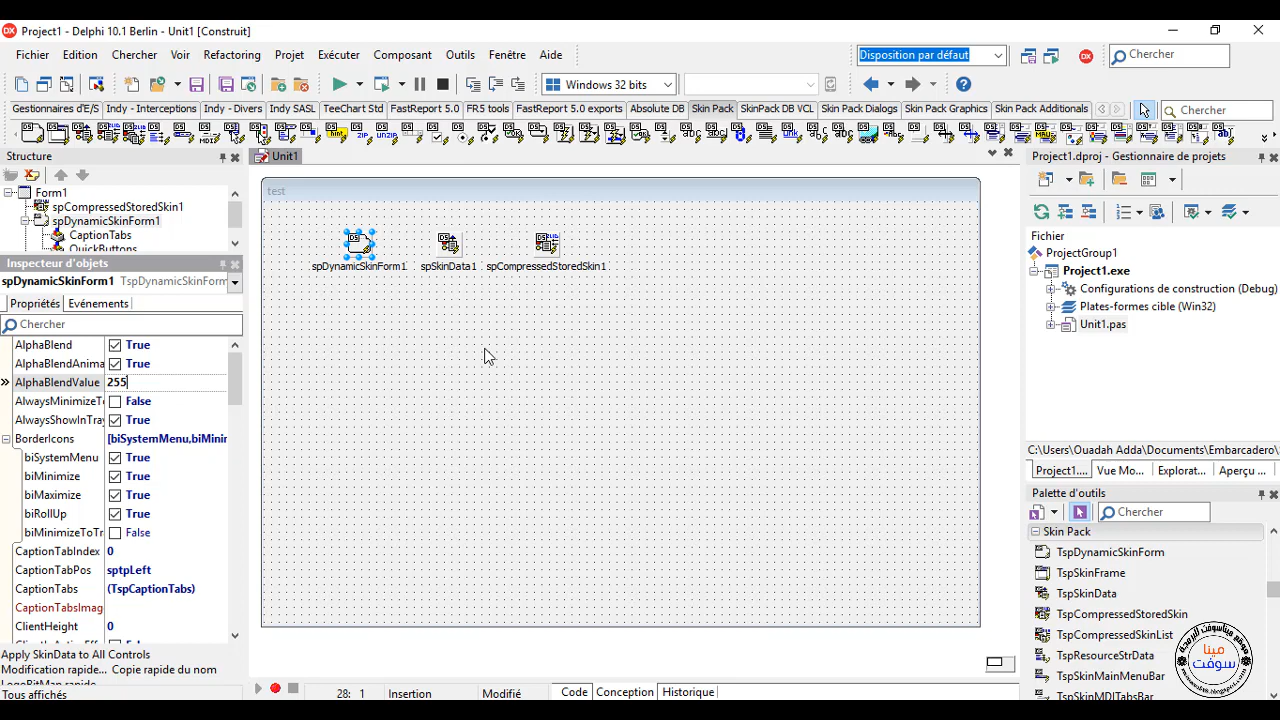 Project1 - Delphi 10.1 Berlin - Unit1 [Construit]
Fichier Edition Chercher Voir Refactoring Projet Exécuter Composant Outils Fenêtre Aide
Disposition par défaut
Chercher
Windows 32 bits
Gestionnaires d'E/S Indy - Interceptions Indy - Divers Indy SASL TeeChart Std FastReport 5.0 FR5 tools FastReport 5.0 exports Absolute DB Skin Pack SkinPack DB VCL Skin Pack Dialogs Skin Pack Graphics Skin Pack Additionals
Chercher
Structure
Form1
spCompressedStoredSkin1
spDynamicSkinForm1
CaptionTabs
QuickButtons
Inspecteur d'objets
spDynamicSkinForm1 TspDynamicSkinForm
Propriétés Evénements
Chercher
AlphaBlend True
AlphaBlendAnima True
AlphaBlendValue 255
AlwaysMinimizeTo False
AlwaysShowInTray True
BorderIcons [biSystemMenu,biMinin
biSystemMenu True
biMinimize True
biMaximize True
biRollUp True
biMinimizeToTr False
CaptionTabIndex 0
CaptionTabPos sptpLeft
CaptionTabs (TspCaptionTabs)
CaptionTabsImag
ClientHeight 0
Apply SkinData to All Controls
Modification rapide... Copie rapide du nom
LogoBitMap rapide
Tous affichés
Unit1
test
spDynamicSkinForm1 spSkinData1 spCompressedStoredSkin1
28: 1 Insertion Modifié Code Conception Historique
Project1.dproj - Gestionnaire de projets
Fichier
ProjectGroup1
Project1.exe
Configurations de construction (Debug)
Plates-formes cible (Win32)
Unit1.pas
C:\Users\Ouadah Adda\Documents\Embarcadero\S
Project1.... Vue Mo... Explorat... Aperçu ...
Palette d'outils
Chercher
Skin Pack
TspDynamicSkinForm
TspSkinFrame
TspSkinData
TspCompressedStoredSkin
TspCompressedSkinList
TspResourceStrData
TspSkinMainMenuBar
TspSkinMDITabsBar
مينا
سوفت